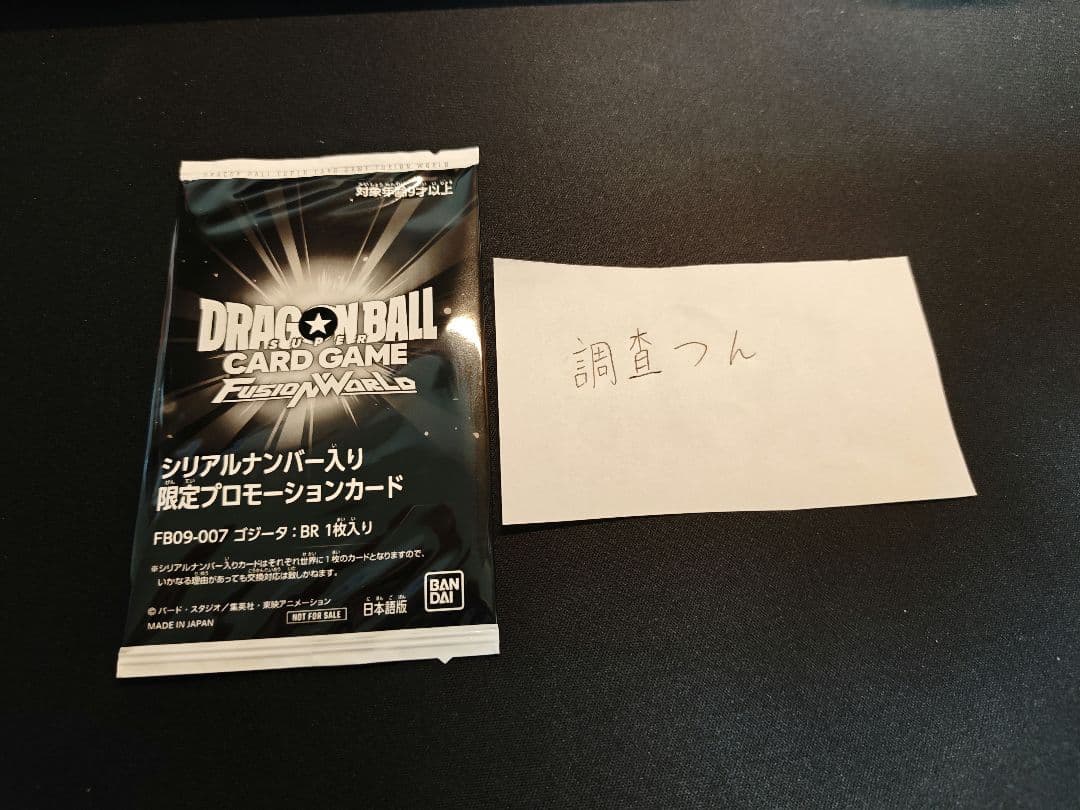 DRAGON BALL SUPER CARD GAME FUSION WORLD
対象年齢9才以上
DRAGON BALL
SUPER
CARD GAME
FUSION WORLD
シリアルナンバー入り
限定プロモーションカード
FB09-007 ゴジータ:BR 1枚入り
※シリアルナンバー入りカードはそれぞれ世界に1枚のカードとなりますので、
いかなる理由があっても交換対応は致しかねます。
©バード・スタジオ/集英社・東映アニメーション
MADE IN JAPAN
NOT FOR SALE
日本語版
BAN
DAI
調査つん